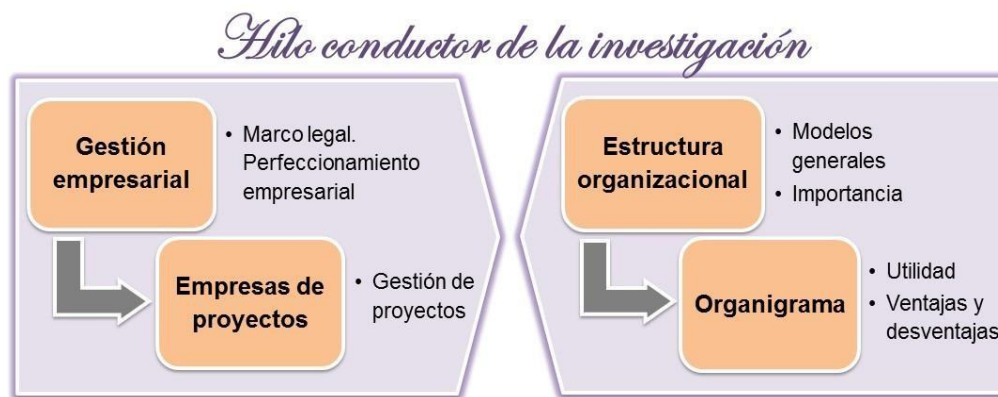 Hilo conductor de la investigación
Gestión
empresarial
• Marco legal.
Perfeccionamiento
empresarial
Empresas de
proyectos
• Gestión de
proyectos
Estructura
organizacional
• Modelos
generales
• Importancia
Organigrama
• Utilidad
• Ventajas y
desventajas